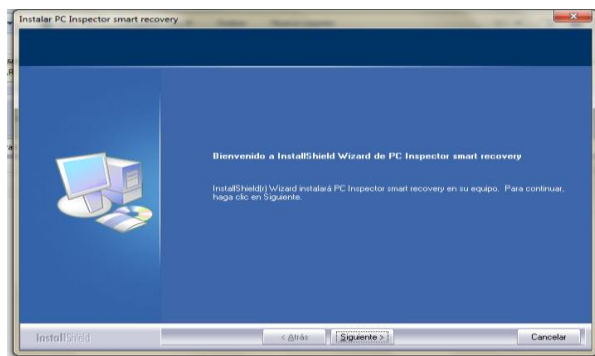 Instalar PC Inspector smart recovery
Bienvenido a InstallShield Wizard de PC Inspector smart recovery
InstallShield(r) Wizard instalará PC Inspector smart recovery en su equipo. Para continuar,
haga clic en Siguiente.
InstallShield
< Atrás
Siguiente >
Cancelar